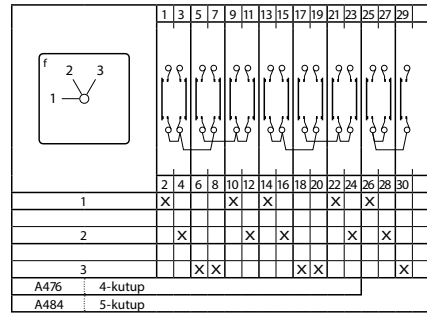 1 3 5 7 9 11 13 15 17 19 21 23 25 27 29
f
2 3
1
2 4 6 8 10 12 14 16 18 20 22 24 26 28 30
1 X X X X X
2 X X X X X
3 X X X X X
A476 4-kutup
A484 5-kutup